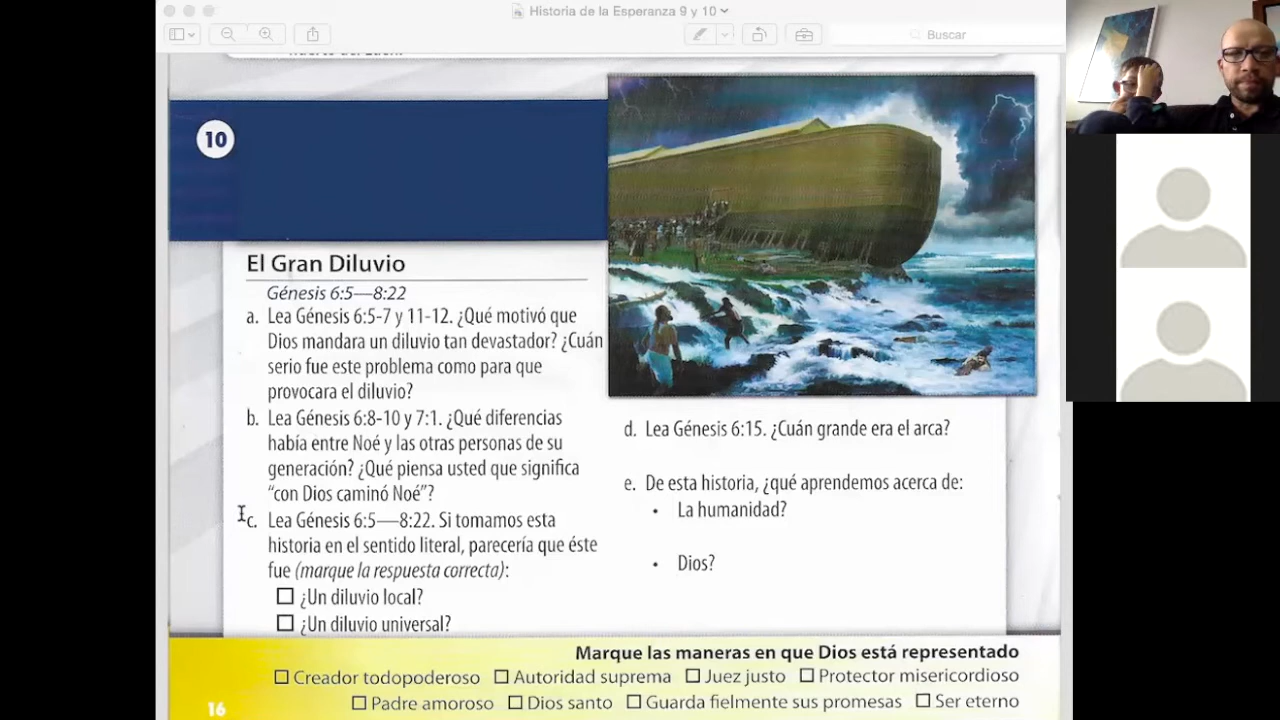 Historia de la Esperanza 9 y 10
Buscar
10
El Gran Diluvio
Génesis 6:5—8:22
a. Lea Génesis 6:5-7 y 11-12. ¿Qué motivó que
Dios mandara un diluvio tan devastador? ¿Cuán
serio fue este problema como para que
provocara el diluvio?
b. Lea Génesis 6:8-10 y 7:1. ¿Qué diferencias
había entre Noé y las otras personas de su
generación? ¿Qué piensa usted que significa
“con Dios caminó Noé”?
c. Lea Génesis 6:5—8:22. Si tomamos esta
historia en el sentido literal, parecería que éste
fue (marque la respuesta correcta):
¿Un diluvio local?
¿Un diluvio universal?
d. Lea Génesis 6:15. ¿Cuán grande era el arca?
e. De esta historia, ¿qué aprendemos acerca de:
• La humanidad?
• Dios?
Marque las maneras en que Dios está representado
Creador todopoderoso Autoridad suprema Juez justo Protector misericordioso
Padre amoroso Dios santo Guarda fielmente sus promesas Ser eterno
16